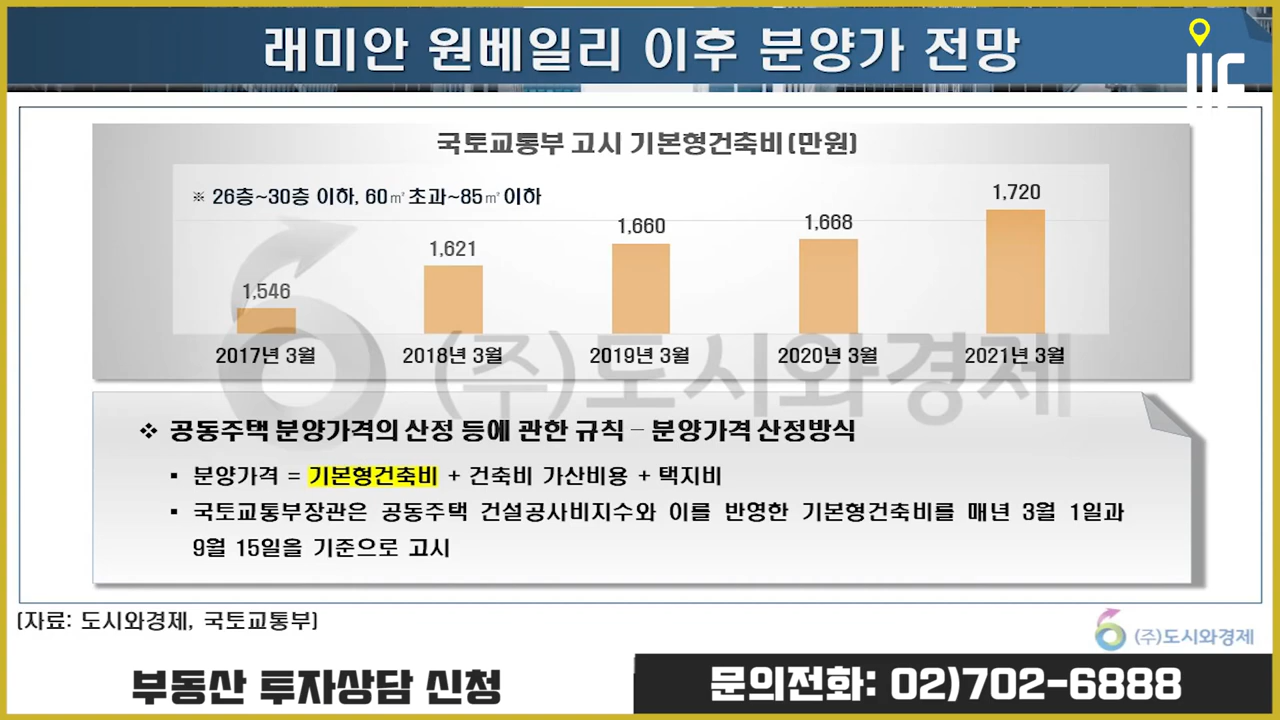 래미안 원베일리 이후 분양가 전망
국토교통부 고시 기본형건축비(만원)
※ 26층~30층 이하, 60㎡초과~85㎡이하
1,546
1,621
1,660
1,668
1,720
2017년 3월
2018년 3월
2019년 3월
2020년 3월
2021년 3월
(주)도시와경제
❖ 공동주택 분양가격의 산정 등에 관한 규칙 – 분양가격 산정방식
▪ 분양가격 = 기본형건축비 + 건축비 가산비용 + 택지비
▪ 국토교통부장관은 공동주택 건설공사비지수와 이를 반영한 기본형건축비를 매년 3월 1일과
9월 15일을 기준으로 고시
(자료: 도시와경제, 국토교통부)
(주)도시와경제
부동산 투자상담 신청
문의전화: 02)702-6888